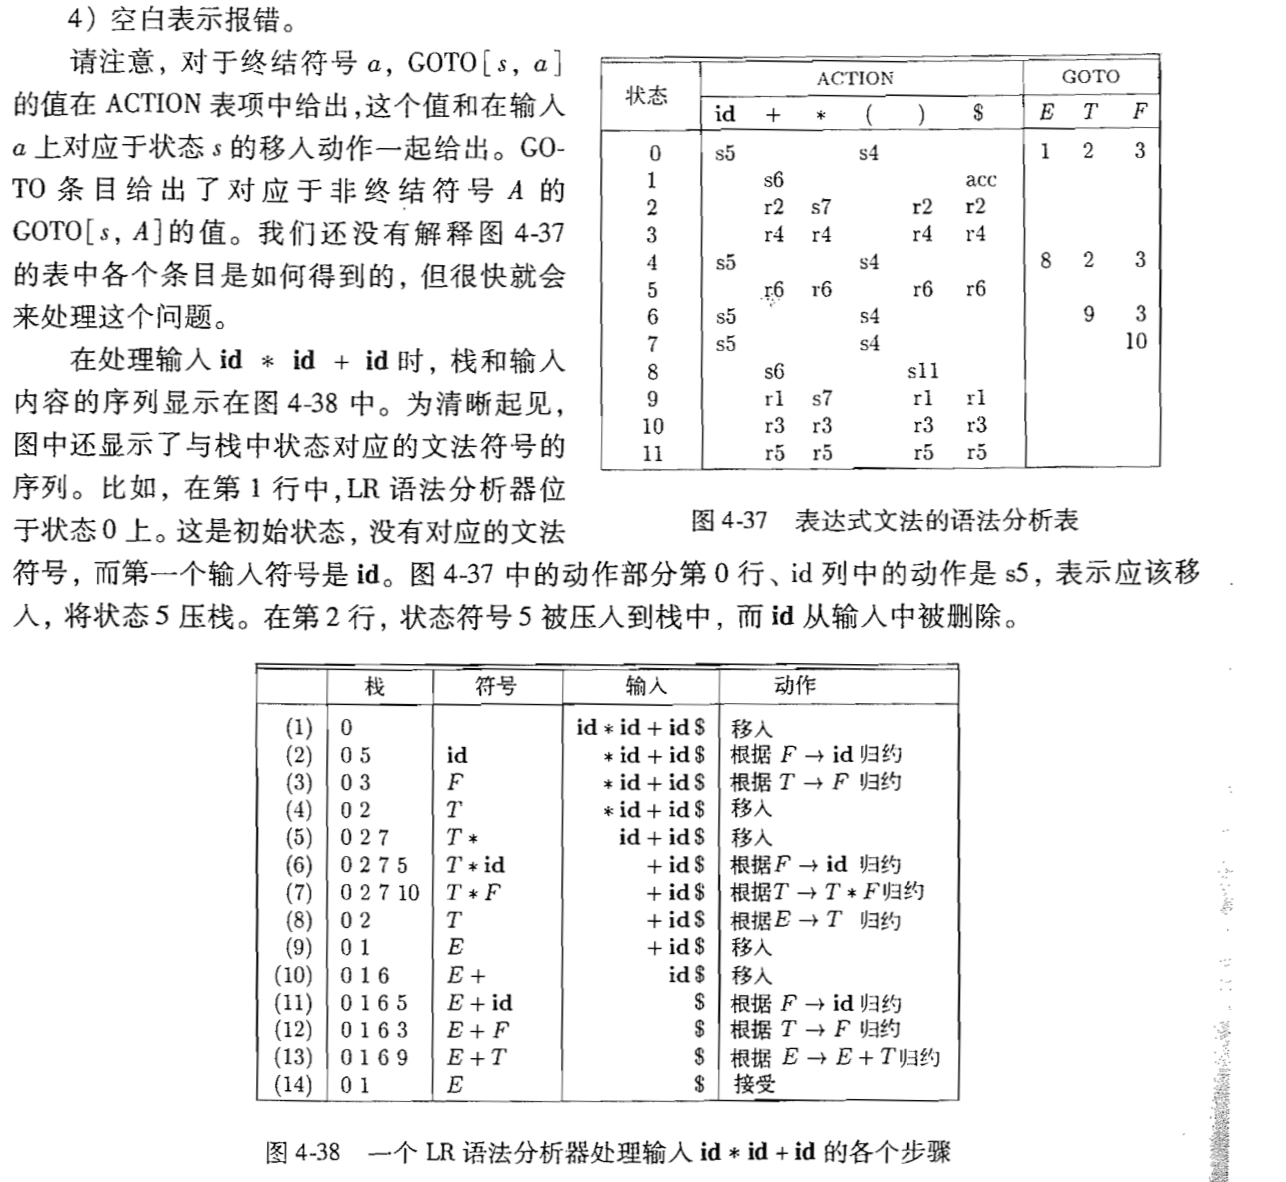 4）空白表示报错。
请注意，对于终结符号 a，GOTO[s，a]
的值在 ACTION 表项中给出,这个值和在输入
a 上对应于状态 s 的移入动作一起给出。GO-
TO 条目给出了对应于非终结符号 A 的
GOTO[s，A]的值。我们还没有解释图 4-37
的表中各个条目是如何得到的，但很快就会
来处理这个问题。
在处理输入 id * id + id 时，栈和输入
内容的序列显示在图 4-38 中。为清晰起见，
图中还显示了与栈中状态对应的文法符号的
序列。比如，在第 1 行中,LR 语法分析器位
于状态 0 上。这是初始状态，没有对应的文法
状态 ACTION GOTO
id + * ( ) $ E T F
0 s5 s4 1 2 3
1 s6 acc
2 r2 s7 r2 r2
3 r4 r4 r4 r4
4 s5 s4 8 2 3
5 r6 r6 r6 r6
6 s5 s4 9 3
7 s5 s4 10
8 s6 s11
9 r1 s7 r1 r1
10 r3 r3 r3 r3
11 r5 r5 r5 r5
图 4-37 表达式文法的语法分析表
符号，而第一个输入符号是 id。图 4-37 中的动作部分第 0 行、id 列中的动作是 s5，表示应该移
入，将状态 5 压栈。在第 2 行，状态符号 5 被压入到栈中，而 id 从输入中被删除。
栈 符号 输入 动作
(1) 0 id * id + id $ 移入
(2) 0 5 id * id + id $ 根据 F → id 归约
(3) 0 3 F * id + id $ 根据 T → F 归约
(4) 0 2 T * id + id $ 移入
(5) 0 2 7 T * id + id $ 移入
(6) 0 2 7 5 T * id + id $ 根据F → id 归约
(7) 0 2 7 10 T * F + id $ 根据T → T * F归约
(8) 0 2 T + id $ 根据E → T 归约
(9) 0 1 E + id $ 移入
(10) 0 1 6 E + id $ 移入
(11) 0 1 6 5 E + id $ 根据 F → id 归约
(12) 0 1 6 3 E + F $ 根据 T → F 归约
(13) 0 1 6 9 E + T $ 根据 E → E + T归约
(14) 0 1 E $ 接受
图 4-38 一个 LR 语法分析器处理输入 id * id + id 的各个步骤